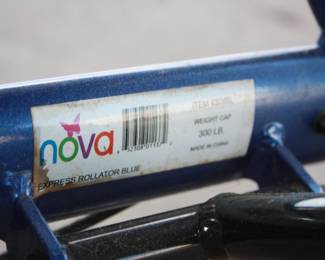 nova
EXPRESS ROLLATOR BLUE
WEIGHT CAP
300 LB.
MADE IN CHINA